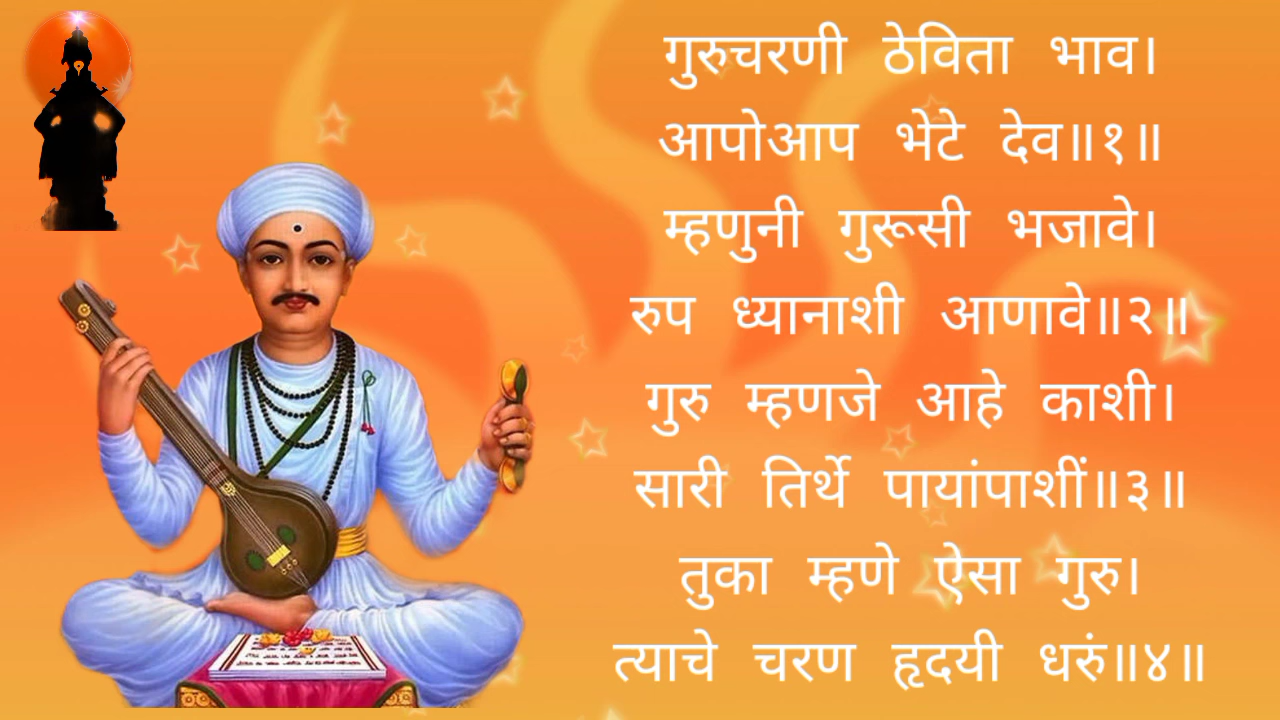 गुरुचरणी ठेविता भाव।
आपोआप भेटे देव॥१॥
म्हणुनी गुरूसी भजावे।
रुप ध्यानाशी आणावे॥२॥
गुरु म्हणजे आहे काशी।
सारी तिर्थे पायांपाशीं॥३॥
तुका म्हणे ऐसा गुरु।
त्याचे चरण हृदयी धरुं॥४॥